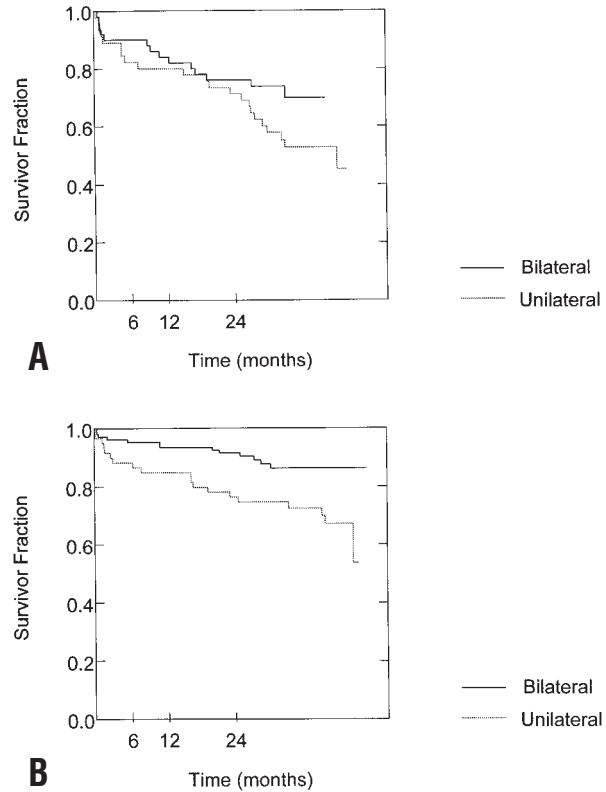 1.0
0.8
0.6
0.4
0.2
0.0
Survivor Fraction
6 12 24
Time (months)
Bilateral
Unilateral
A
1.0
0.8
0.6
0.4
0.2
0.0
Survivor Fraction
6 12 24
Time (months)
Bilateral
Unilateral
B